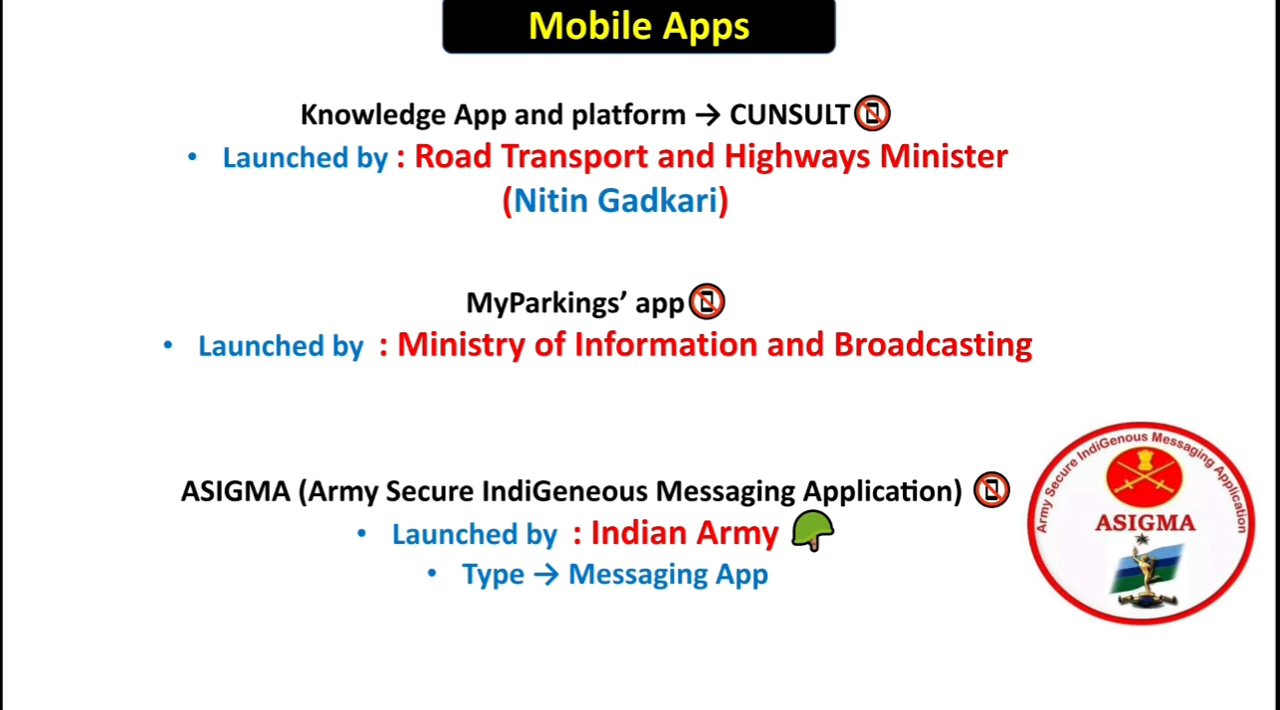 Mobile Apps
Knowledge App and platform → CUNSULT
• Launched by : Road Transport and Highways Minister
(Nitin Gadkari)
MyParkings’ app
• Launched by : Ministry of Information and Broadcasting
ASIGMA (Army Secure IndiGeneous Messaging Application)
• Launched by : Indian Army
• Type → Messaging App
Army Secure IndiGenous Messaging Application
ASIGMA